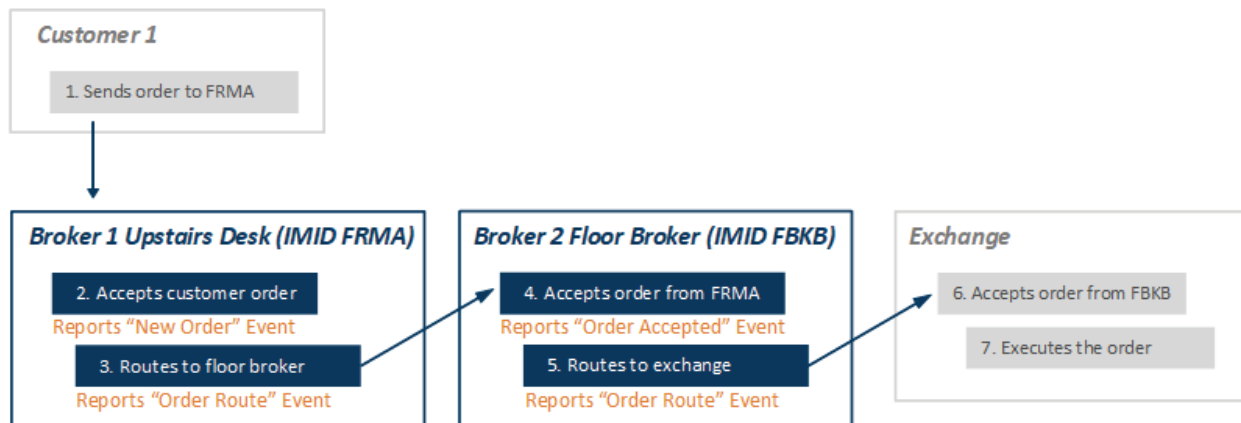 Customer 1
1. Sends order to FRMA
Broker 1 Upstairs Desk (IMID FRMA)
2. Accepts customer order
Reports “New Order” Event
3. Routes to floor broker
Reports “Order Route” Event
Broker 2 Floor Broker (IMID FBKB)
4. Accepts order from FRMA
Reports “Order Accepted” Event
5. Routes to exchange
Reports “Order Route” Event
Exchange
6. Accepts order from FBKB
7. Executes the order